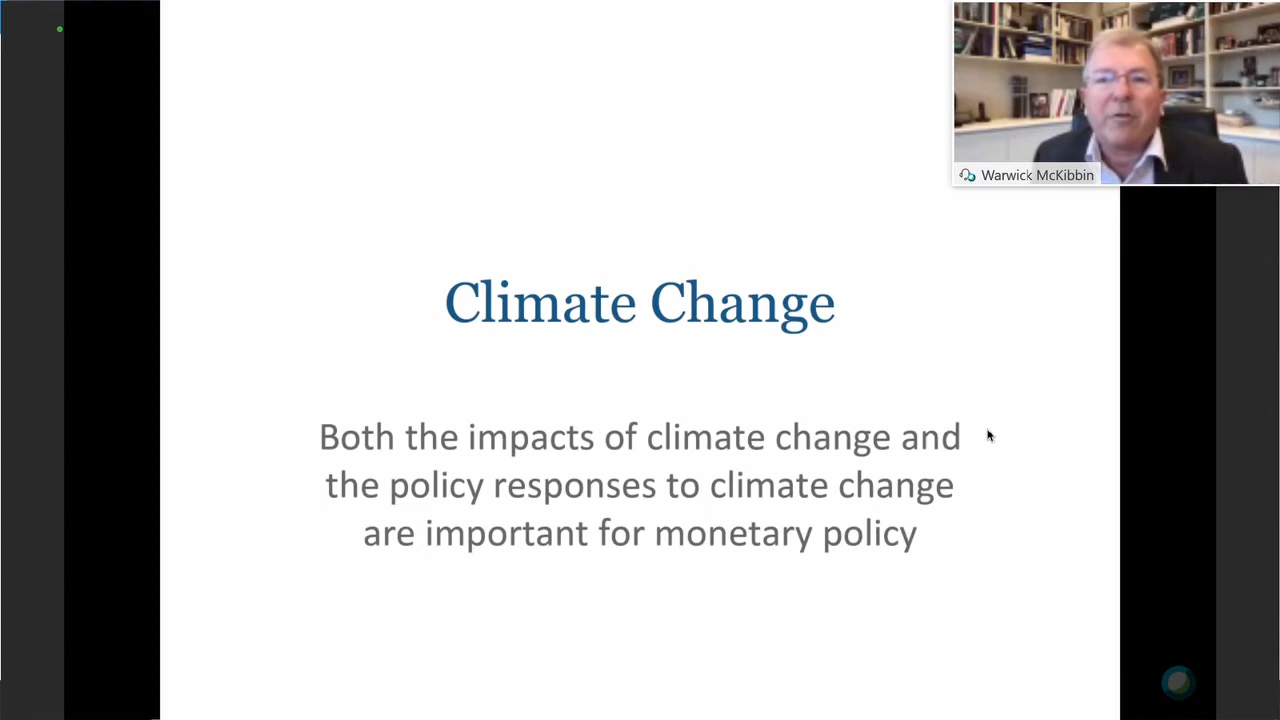 Warwick McKibbin
Climate Change
Both the impacts of climate change and
the policy responses to climate change
are important for monetary policy